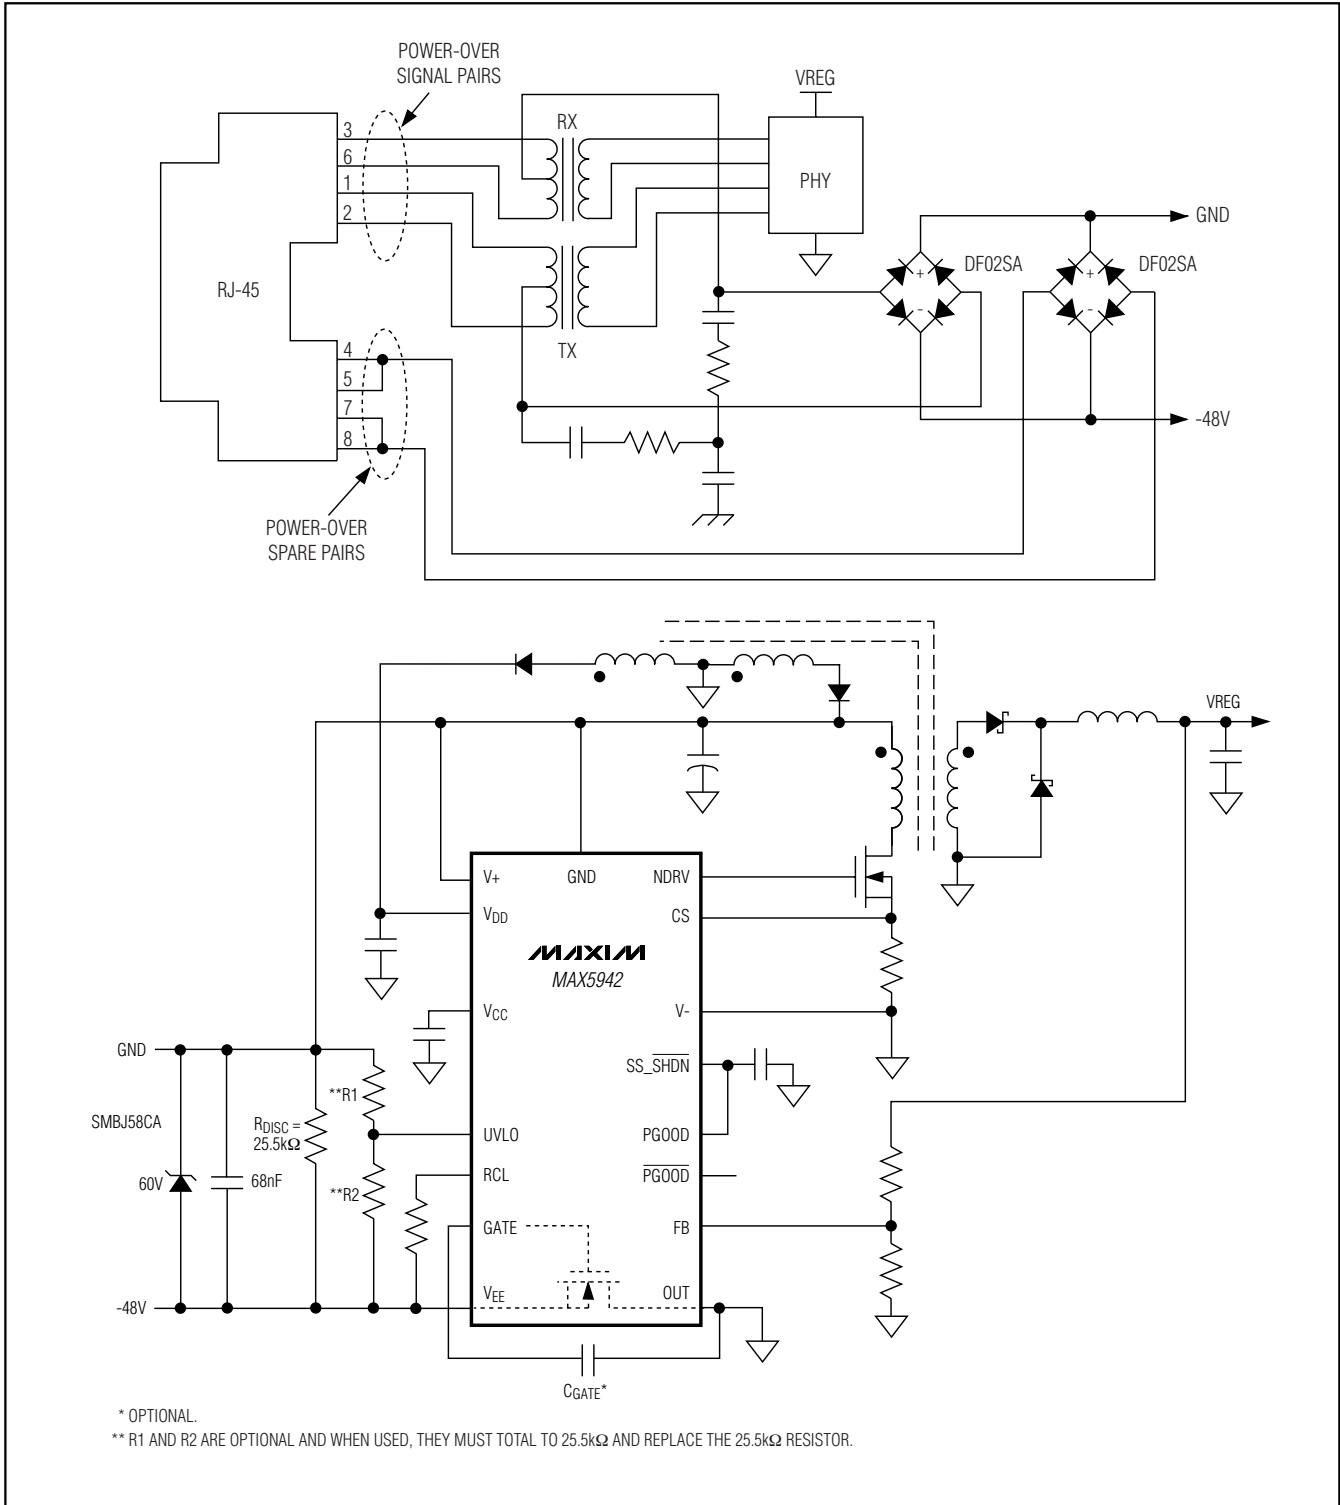 POWER-OVER
SIGNAL PAIRS
VREG
3
RX
6
1
PHY
2
GND
DF02SA
DF02SA
+
+
RJ-45
-
-
TX
4
5
7
-48V
8
POWER-OVER
SPARE PAIRS
VREG
V+
GND
NDRV
VDD
CS
MAXIM
MAX5942
VCC
V-
GND
SS_SHDN
**R1
SMBJ58CA
RDISC =
25.5kΩ
UVLO
PGOOD
RCL
PGOOD
60V
68nF
**R2
GATE
FB
VEE
OUT
-48V
CGATE*
* OPTIONAL.
** R1 AND R2 ARE OPTIONAL AND WHEN USED, THEY MUST TOTAL TO 25.5kΩ AND REPLACE THE 25.5kΩ RESISTOR.